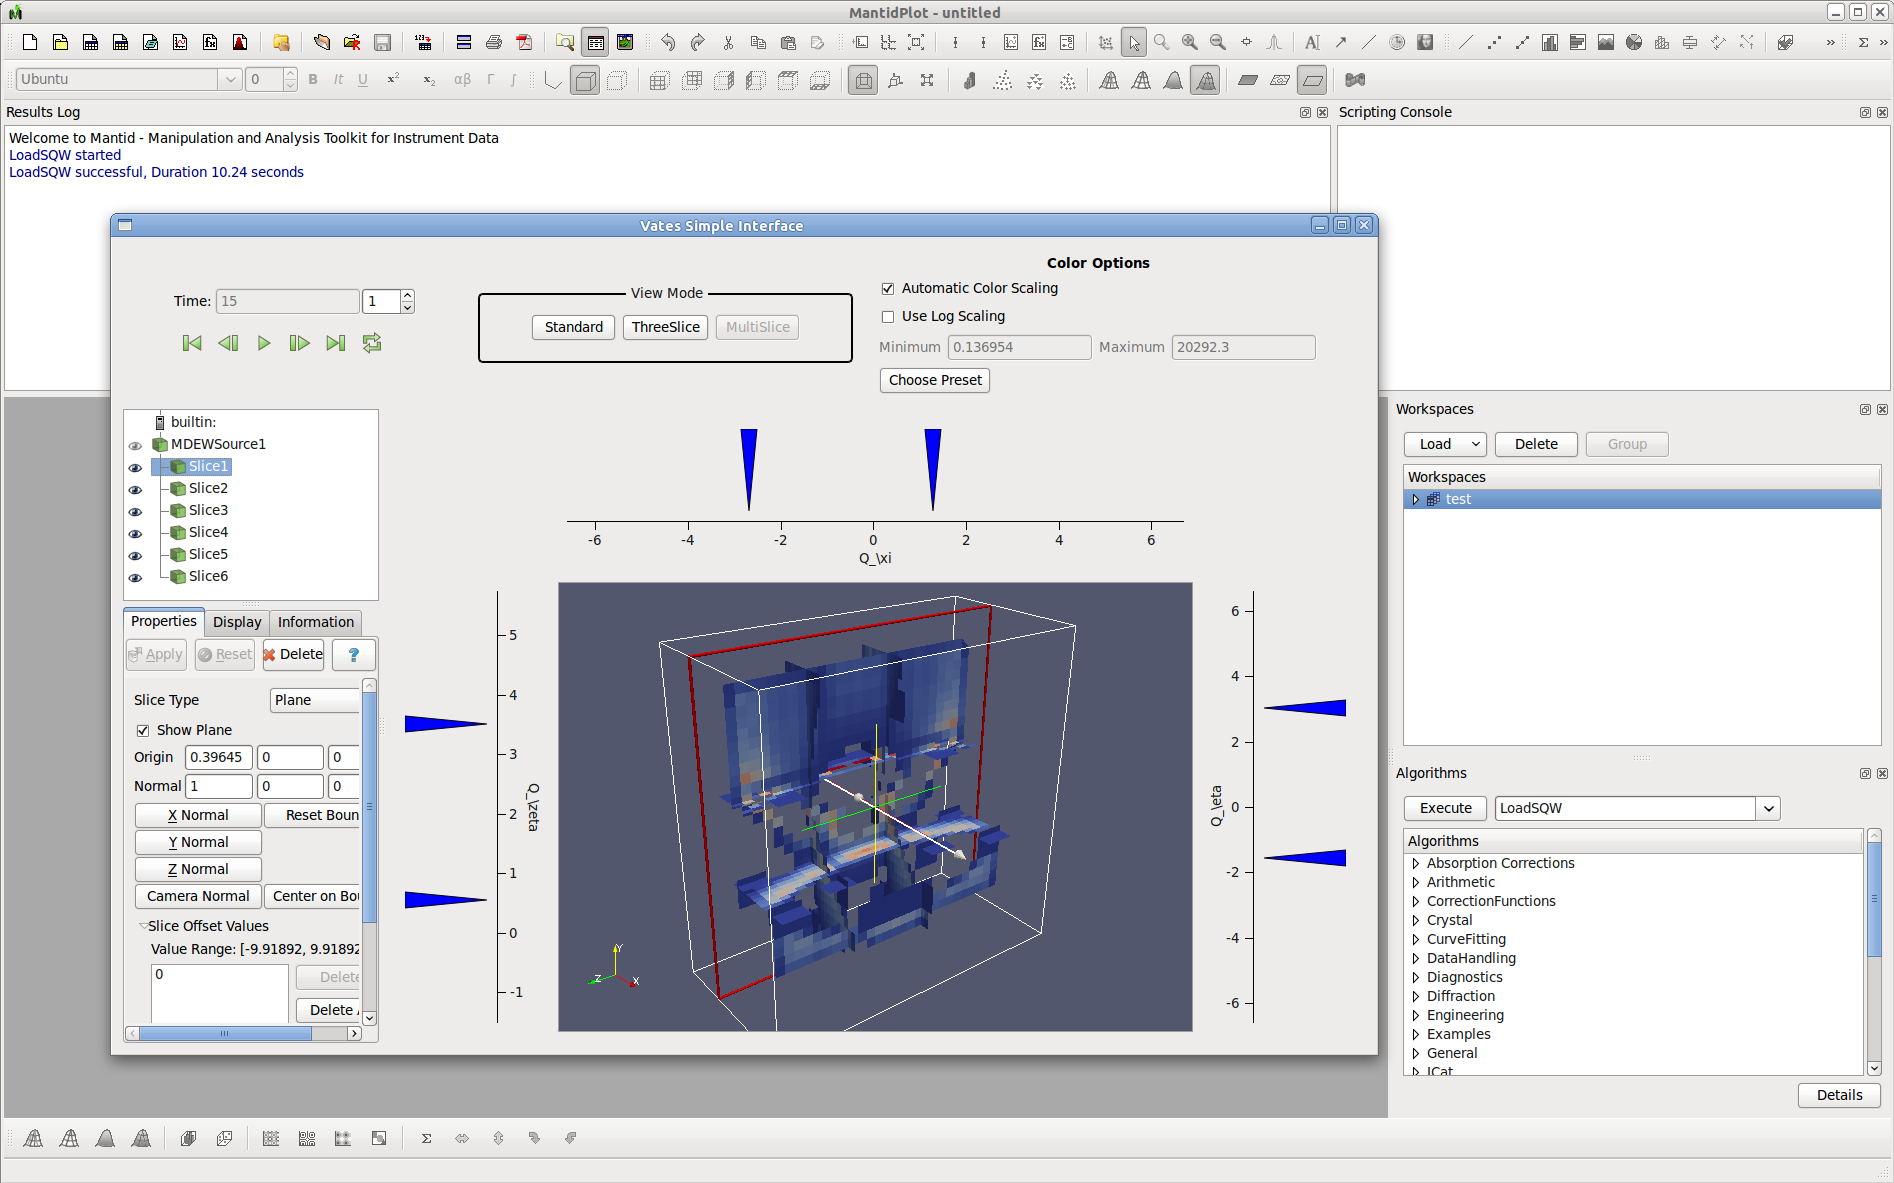 MantidPlot - untitled
Ubuntu
0
B It U x² x₂ αβ Γ ∫
Results Log
Scripting Console
Welcome to Mantid - Manipulation and Analysis Toolkit for Instrument Data
LoadSQW started
LoadSQW successful, Duration 10.24 seconds
Vates Simple Interface
Time: 15 1
View Mode
Standard ThreeSlice MultiSlice
Color Options
Automatic Color Scaling
Use Log Scaling
Minimum 0.136954 Maximum 20292.3
Choose Preset
builtin:
MDEWSource1
Slice1
Slice2
Slice3
Slice4
Slice5
Slice6
Properties Display Information
Apply Reset Delete ?
Slice Type Plane
Show Plane
Origin 0.39645 0 0
Normal 1 0 0
X Normal Reset Boun
Y Normal
Z Normal
Camera Normal Center on Bou
Slice Offset Values
Value Range: [-9.91892, 9.91892
0
Delete
Delete A
-6 -4 -2 0 2 4 6
Q_\xi
5
4
3
2
1
0
-1
Q_\zeta
Y
Z
X
6
4
2
0
-2
-4
-6
Q_\eta
Workspaces
Load Delete Group
Workspaces
test
Algorithms
Execute LoadSQW
Algorithms
Absorption Corrections
Arithmetic
CorrectionFunctions
Crystal
CurveFitting
DataHandling
Diagnostics
Diffraction
Engineering
Examples
General
ICat
Details